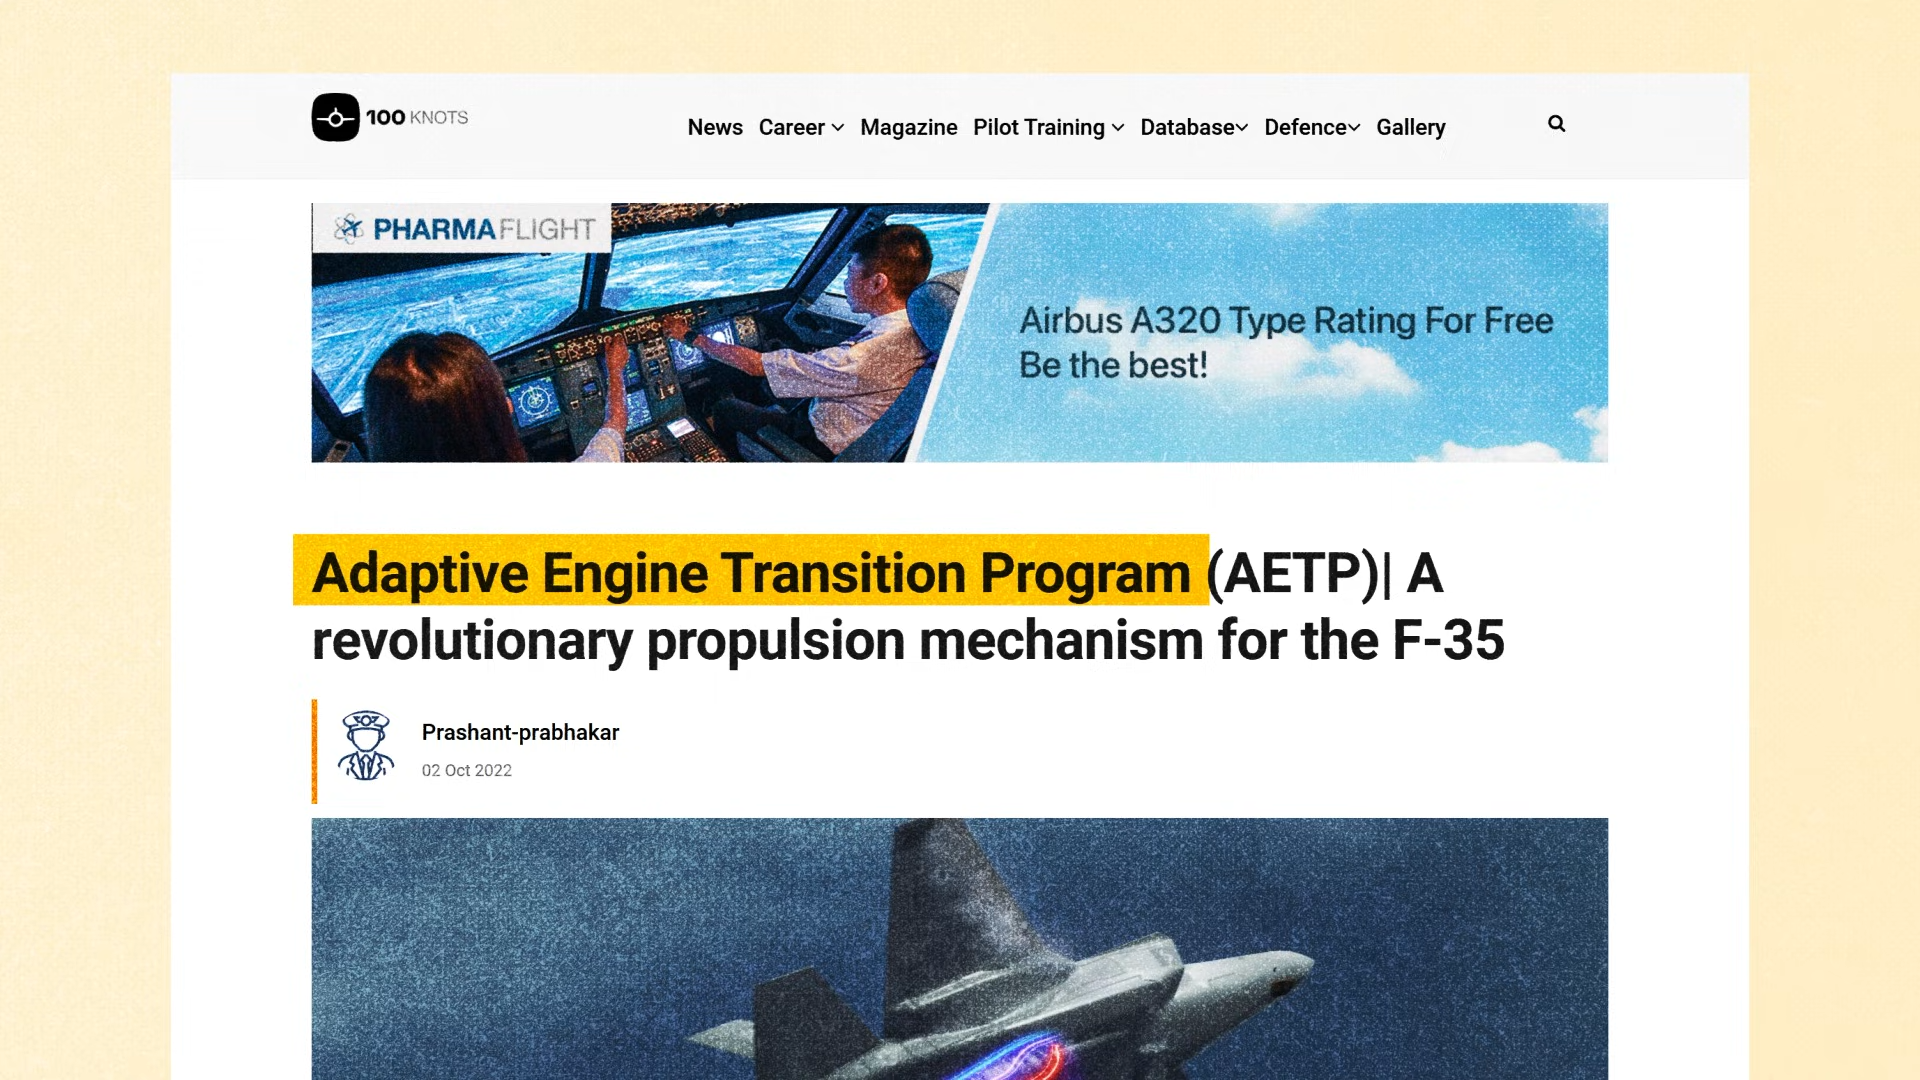 100 KNOTS
News Career Magazine Pilot Training Database Defence Gallery
PHARMAFLIGHT
Airbus A320 Type Rating For Free
Be the best!
Adaptive Engine Transition Program (AETP)| A
revolutionary propulsion mechanism for the F-35
Prashant-prabhakar
02 Oct 2022